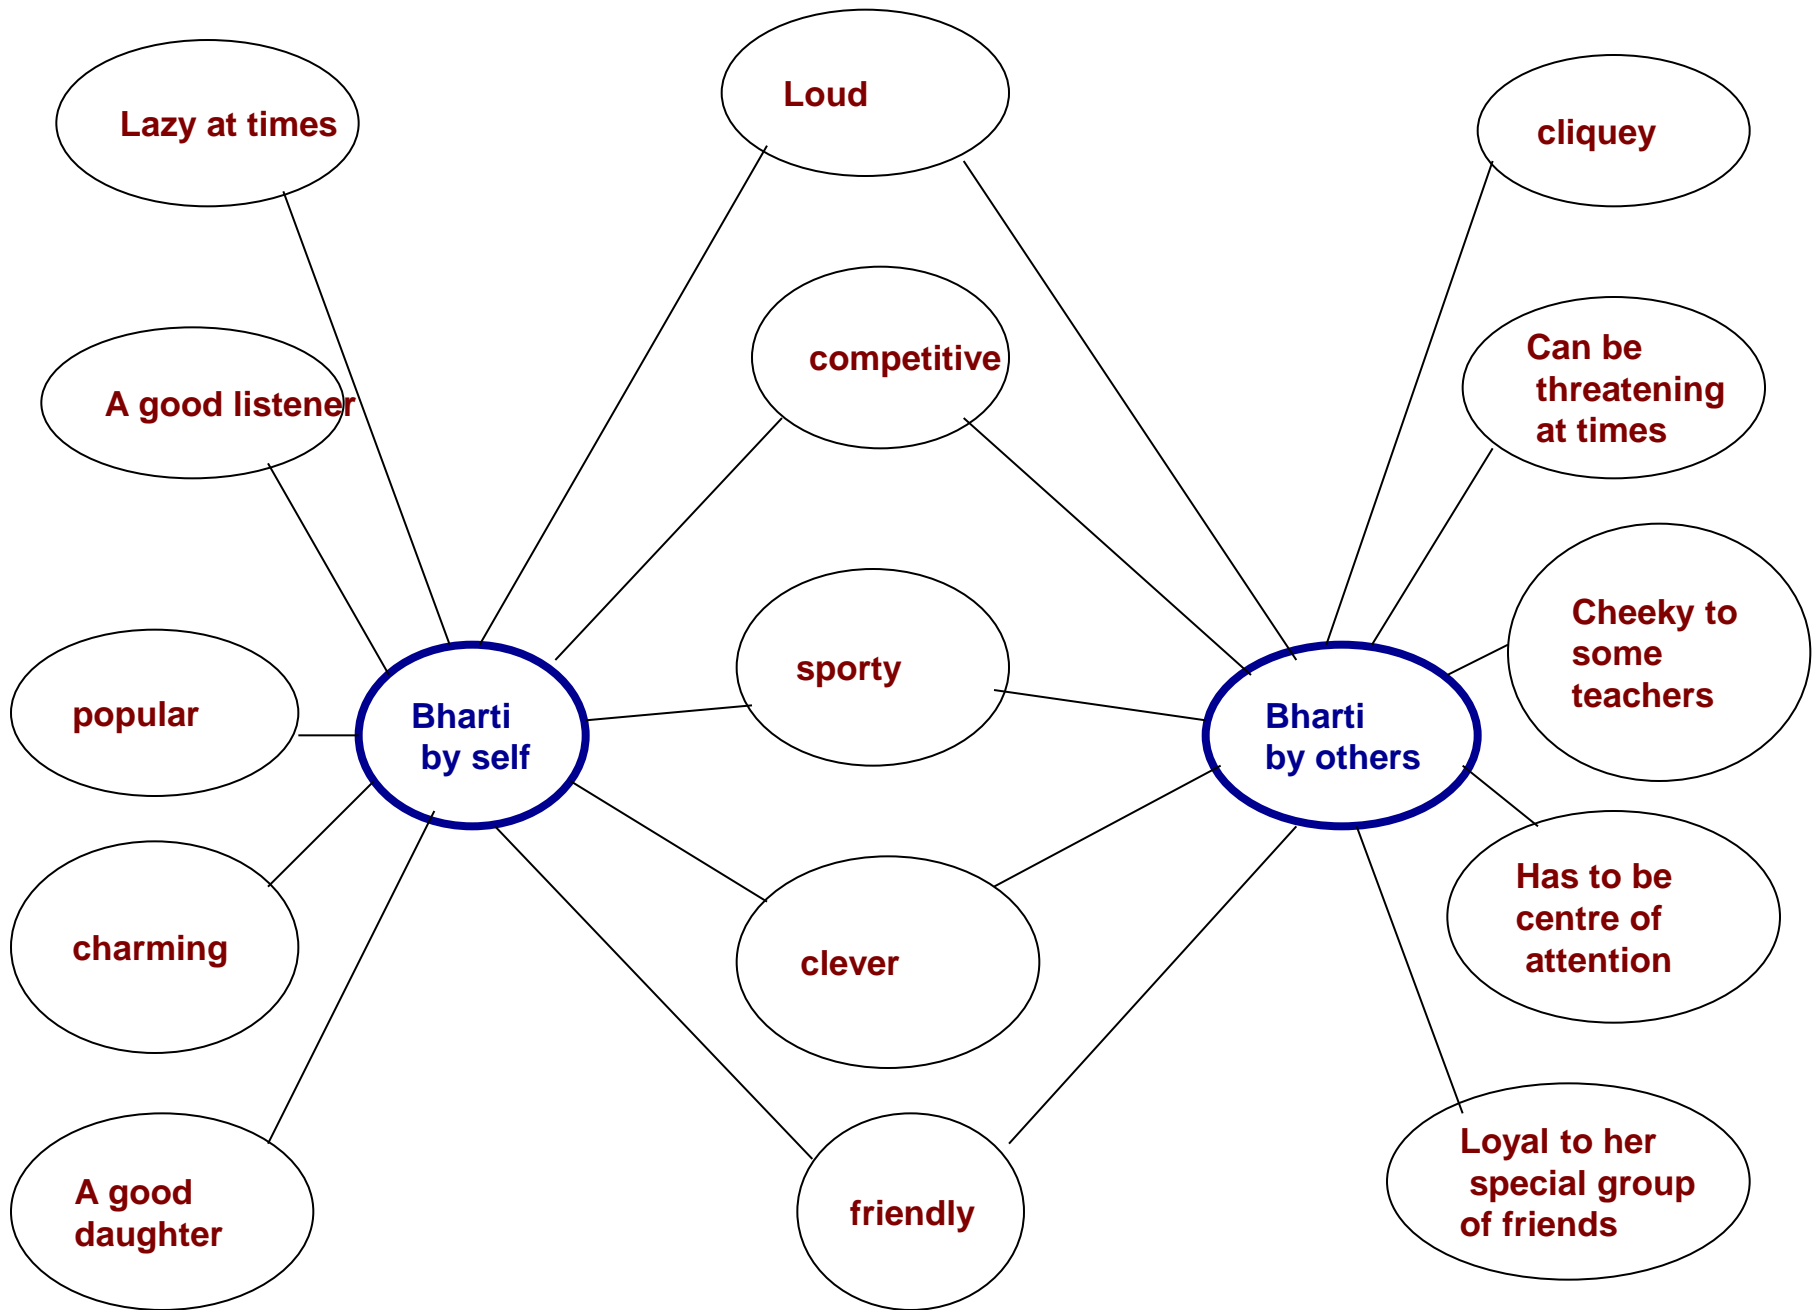 Loud
Lazy at times
cliquey
competitive
Can be
threatening
at times
A good listener
Cheeky to
some
teachers
sporty
popular
Bharti
by self
Bharti
by others
Has to be
centre of
attention
charming
clever
Loyal to her
special group
of friends
A good
daughter
friendly